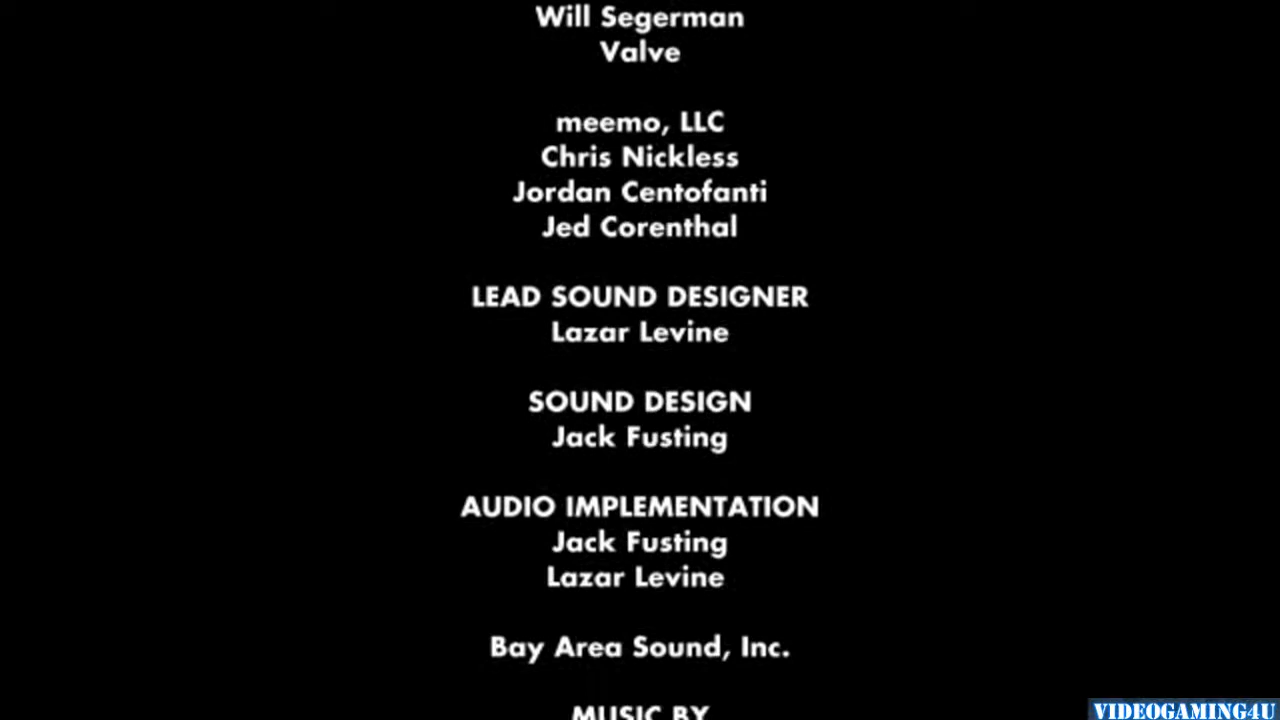 Will Segerman
Valve
meemo, LLC
Chris Nickless
Jordan Centofanti
Jed Corenthal
LEAD SOUND DESIGNER
Lazar Levine
SOUND DESIGN
Jack Fusting
AUDIO IMPLEMENTATION
Jack Fusting
Lazar Levine
Bay Area Sound, Inc.
MUSIC BY
VIDEOGAMING4U